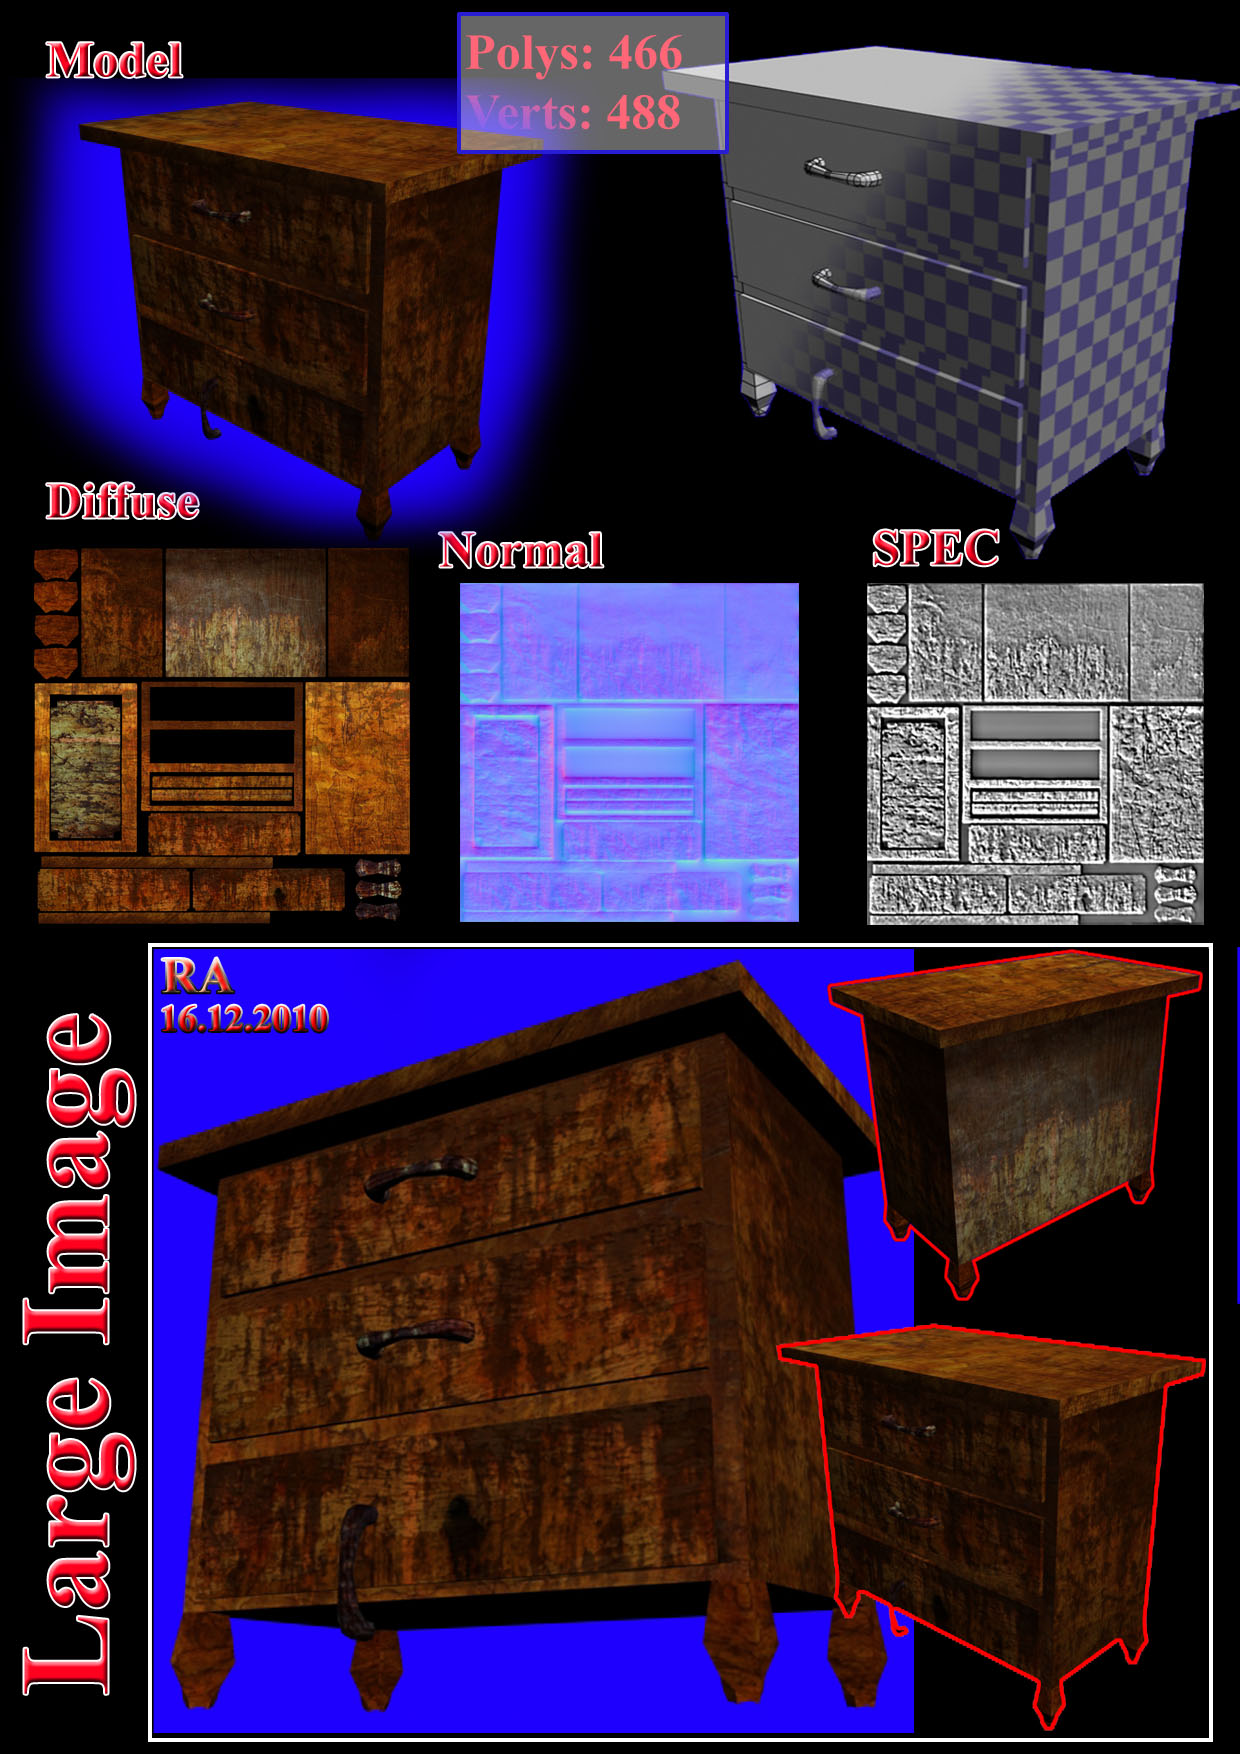 Model
Polys: 466
Verts: 488
Diffuse
Normal
SPEC
RA
16.12.2010
Large Image